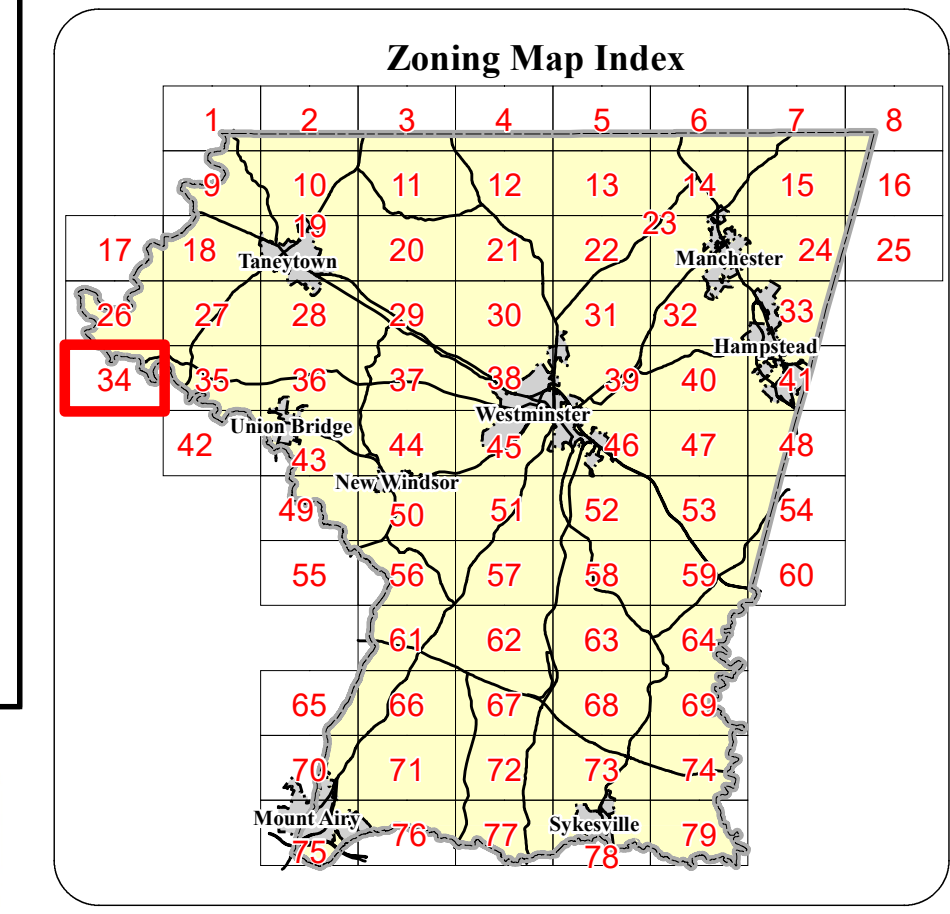 Zoning Map Index
1 2 3 4 5 6 7 8
9 10 11 12 13 14 15 16
19 23
17 18 20 21 22 24 25
Taneytown Manchester
26 27 28 29 30 31 32 33
Hampstead
34 35 36 37 38 39 40 41
Westminster
Union Bridge
42 43 44 45 46 47 48
New Windsor
49 50 51 52 53 54
55 56 57 58 59 60
61 62 63 64
65 66 67 68 69
70 71 72 73 74
Mount Airy Sykesville
75 76 77 78 79